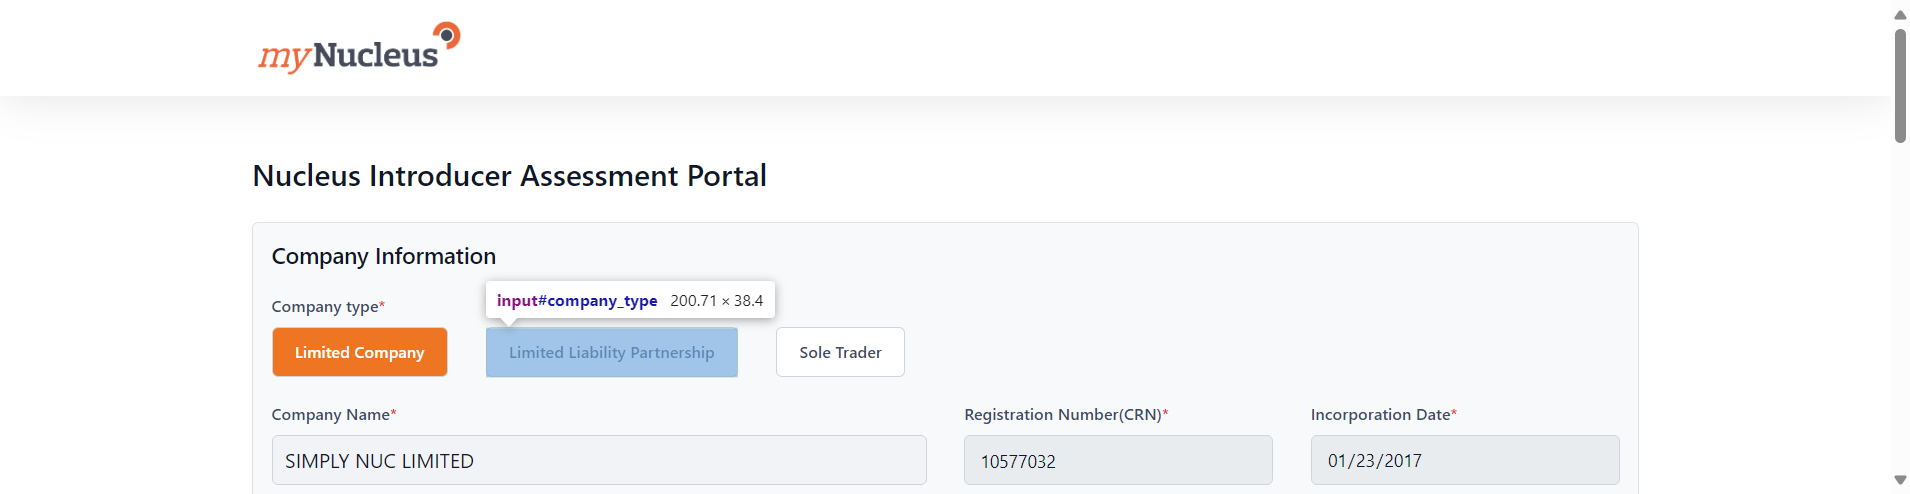 myNucleus
Nucleus Introducer Assessment Portal
Company Information
input#company_type 200.71 × 38.4
Company type*
Limited Company Limited Liability Partnership Sole Trader
Company Name* Registration Number(CRN)* Incorporation Date*
SIMPLY NUC LIMITED 10577032 01/23/2017